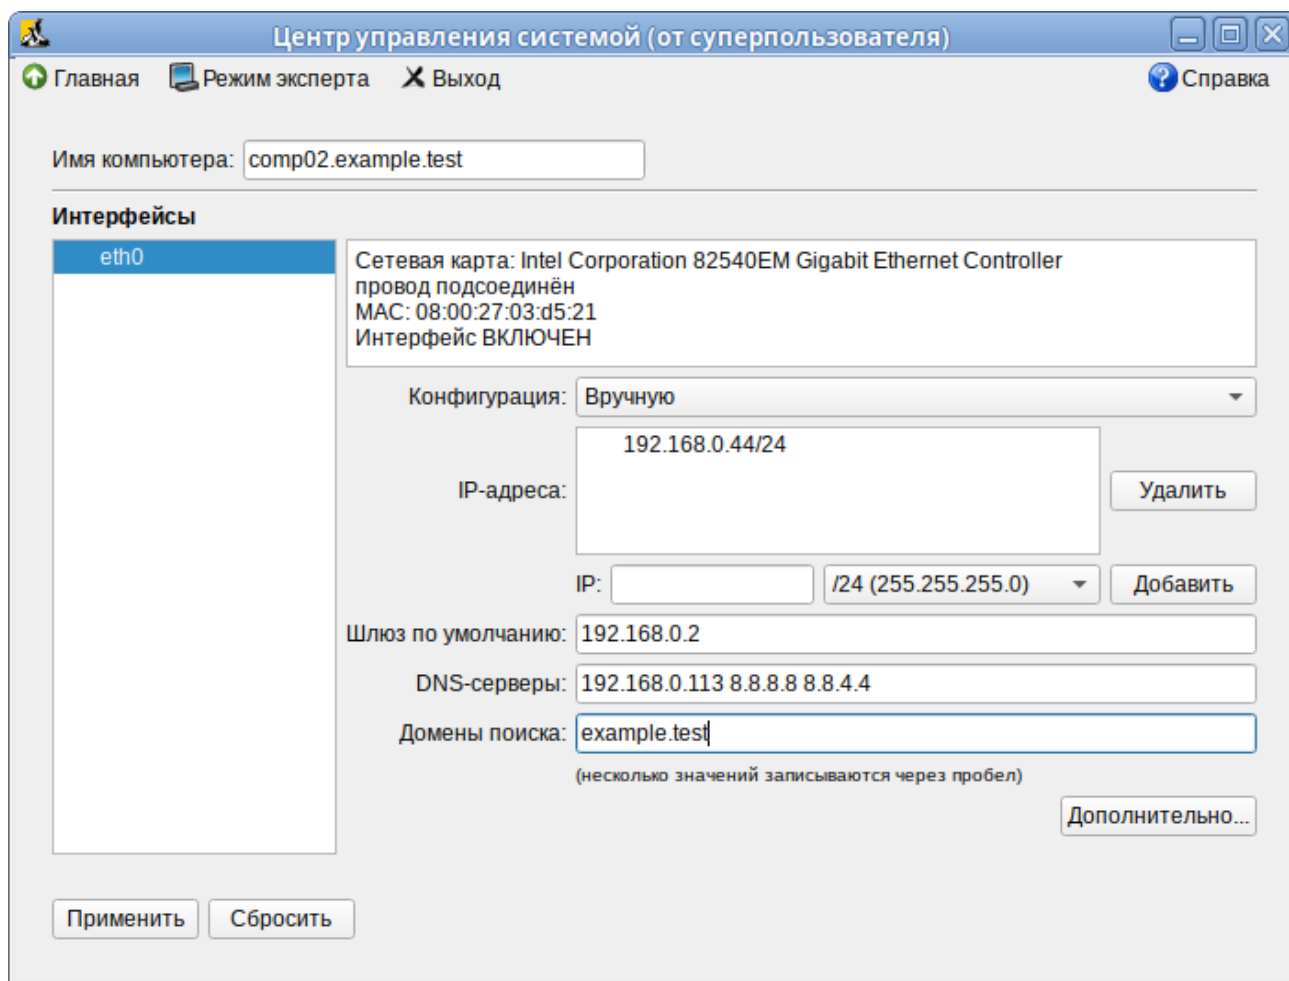 Центр управления системой (от суперпользователя)
Главная Режим эксперта Выход Справка
Имя компьютера: comp02.example.test
Интерфейсы
eth0
Сетевая карта: Intel Corporation 82540EM Gigabit Ethernet Controller
провод подсоединён
MAC: 08:00:27:03:d5:21
Интерфейс ВКЛЮЧЕН
Конфигурация: Вручную
192.168.0.44/24
IP-адреса: Удалить
IP: /24 (255.255.255.0) Добавить
Шлюз по умолчанию: 192.168.0.2
DNS-серверы: 192.168.0.113 8.8.8.8 8.8.4.4
Домены поиска: example.test
(несколько значений записываются через пробел)
Дополнительно...
Применить Сбросить